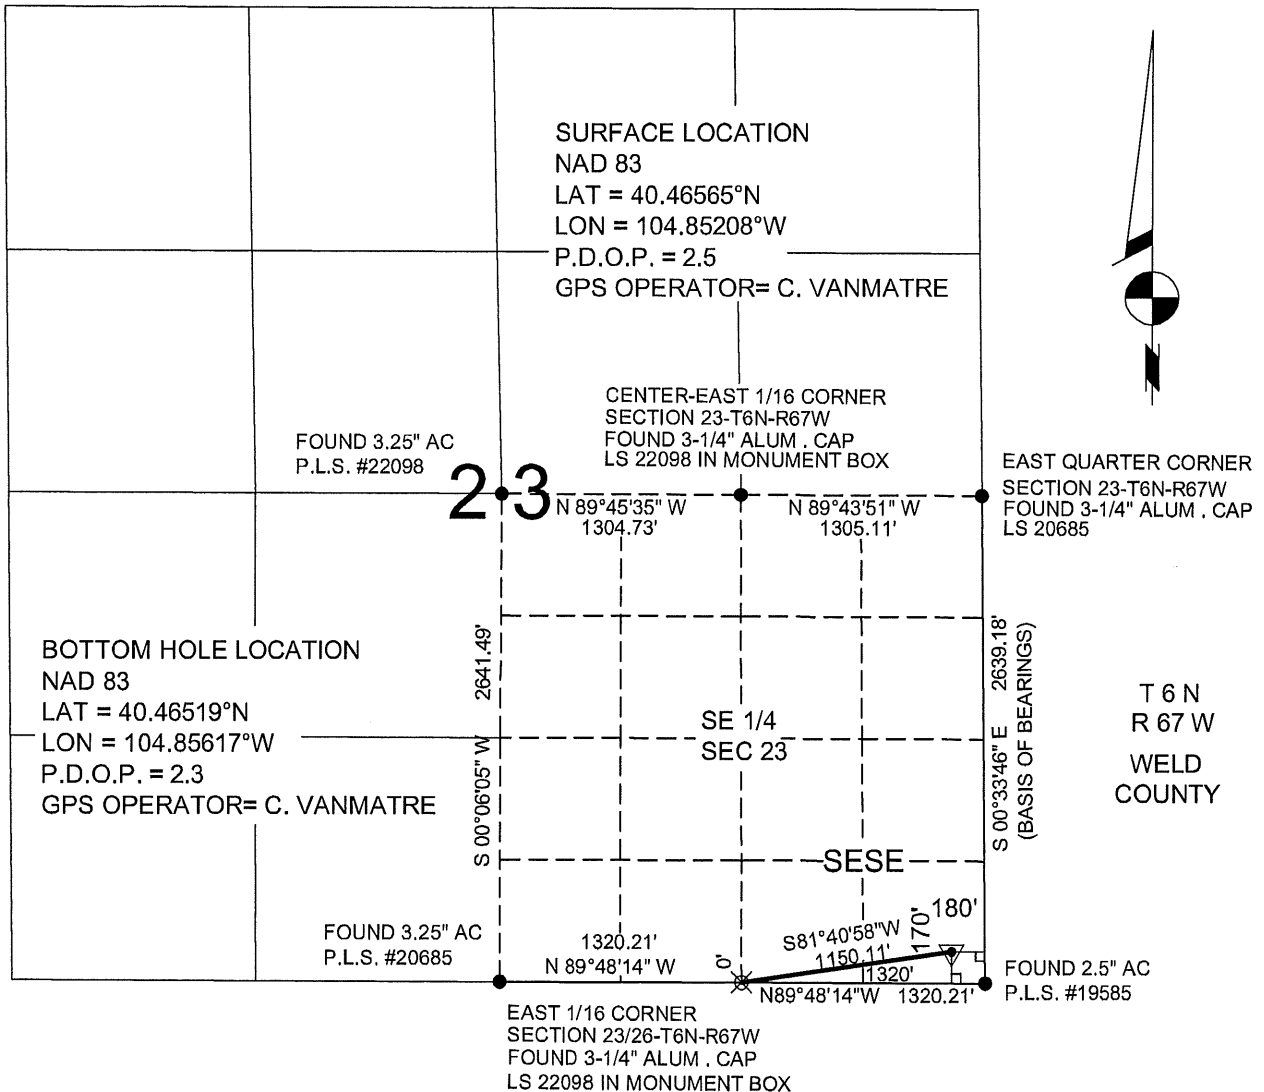 SURFACE LOCATION
NAD 83
LAT = 40.46565°N
LON = 104.85208°W
P.D.O.P. = 2.5
GPS OPERATOR= C. VANMATRE
N
CENTER-EAST 1/16 CORNER
SECTION 23-T6N-R67W
FOUND 3-1/4" ALUM . CAP
LS 22098 IN MONUMENT BOX
FOUND 3.25" AC
P.L.S. #22098
23
EAST QUARTER CORNER
SECTION 23-T6N-R67W
FOUND 3-1/4" ALUM . CAP
LS 20685
N 89°45'35" W
1304.73'
N 89°43'51" W
1305.11'
BOTTOM HOLE LOCATION
NAD 83
LAT = 40.46519°N
LON = 104.85617°W
P.D.O.P. = 2.3
GPS OPERATOR= C. VANMATRE
S 00°06'05" W
2641.49'
SE 1/4
SEC 23
S 00°33'46" E
2639.18'
(BASIS OF BEARINGS)
T 6 N
R 67 W
WELD
COUNTY
SESE
FOUND 3.25" AC
P.L.S. #20685
1320.21'
N 89°48'14" W
0'
S81°40'58"W
1150.11'
170'
180'
1320'
N89°48'14"W
1320.21'
FOUND 2.5" AC
P.L.S. #19585
EAST 1/16 CORNER
SECTION 23/26-T6N-R67W
FOUND 3-1/4" ALUM . CAP
LS 22098 IN MONUMENT BOX